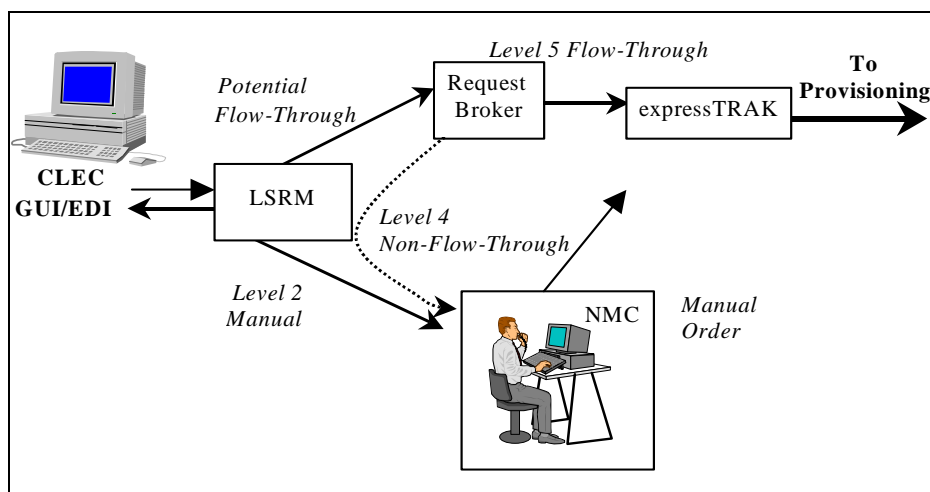 Level 5 Flow-Through
Potential
Flow-Through
Request
Broker
expressTRAK
To
Provisioning
CLEC
GUI/EDI
LSRM
Level 4
Non-Flow-Through
Level 2
Manual
NMC
Manual
Order